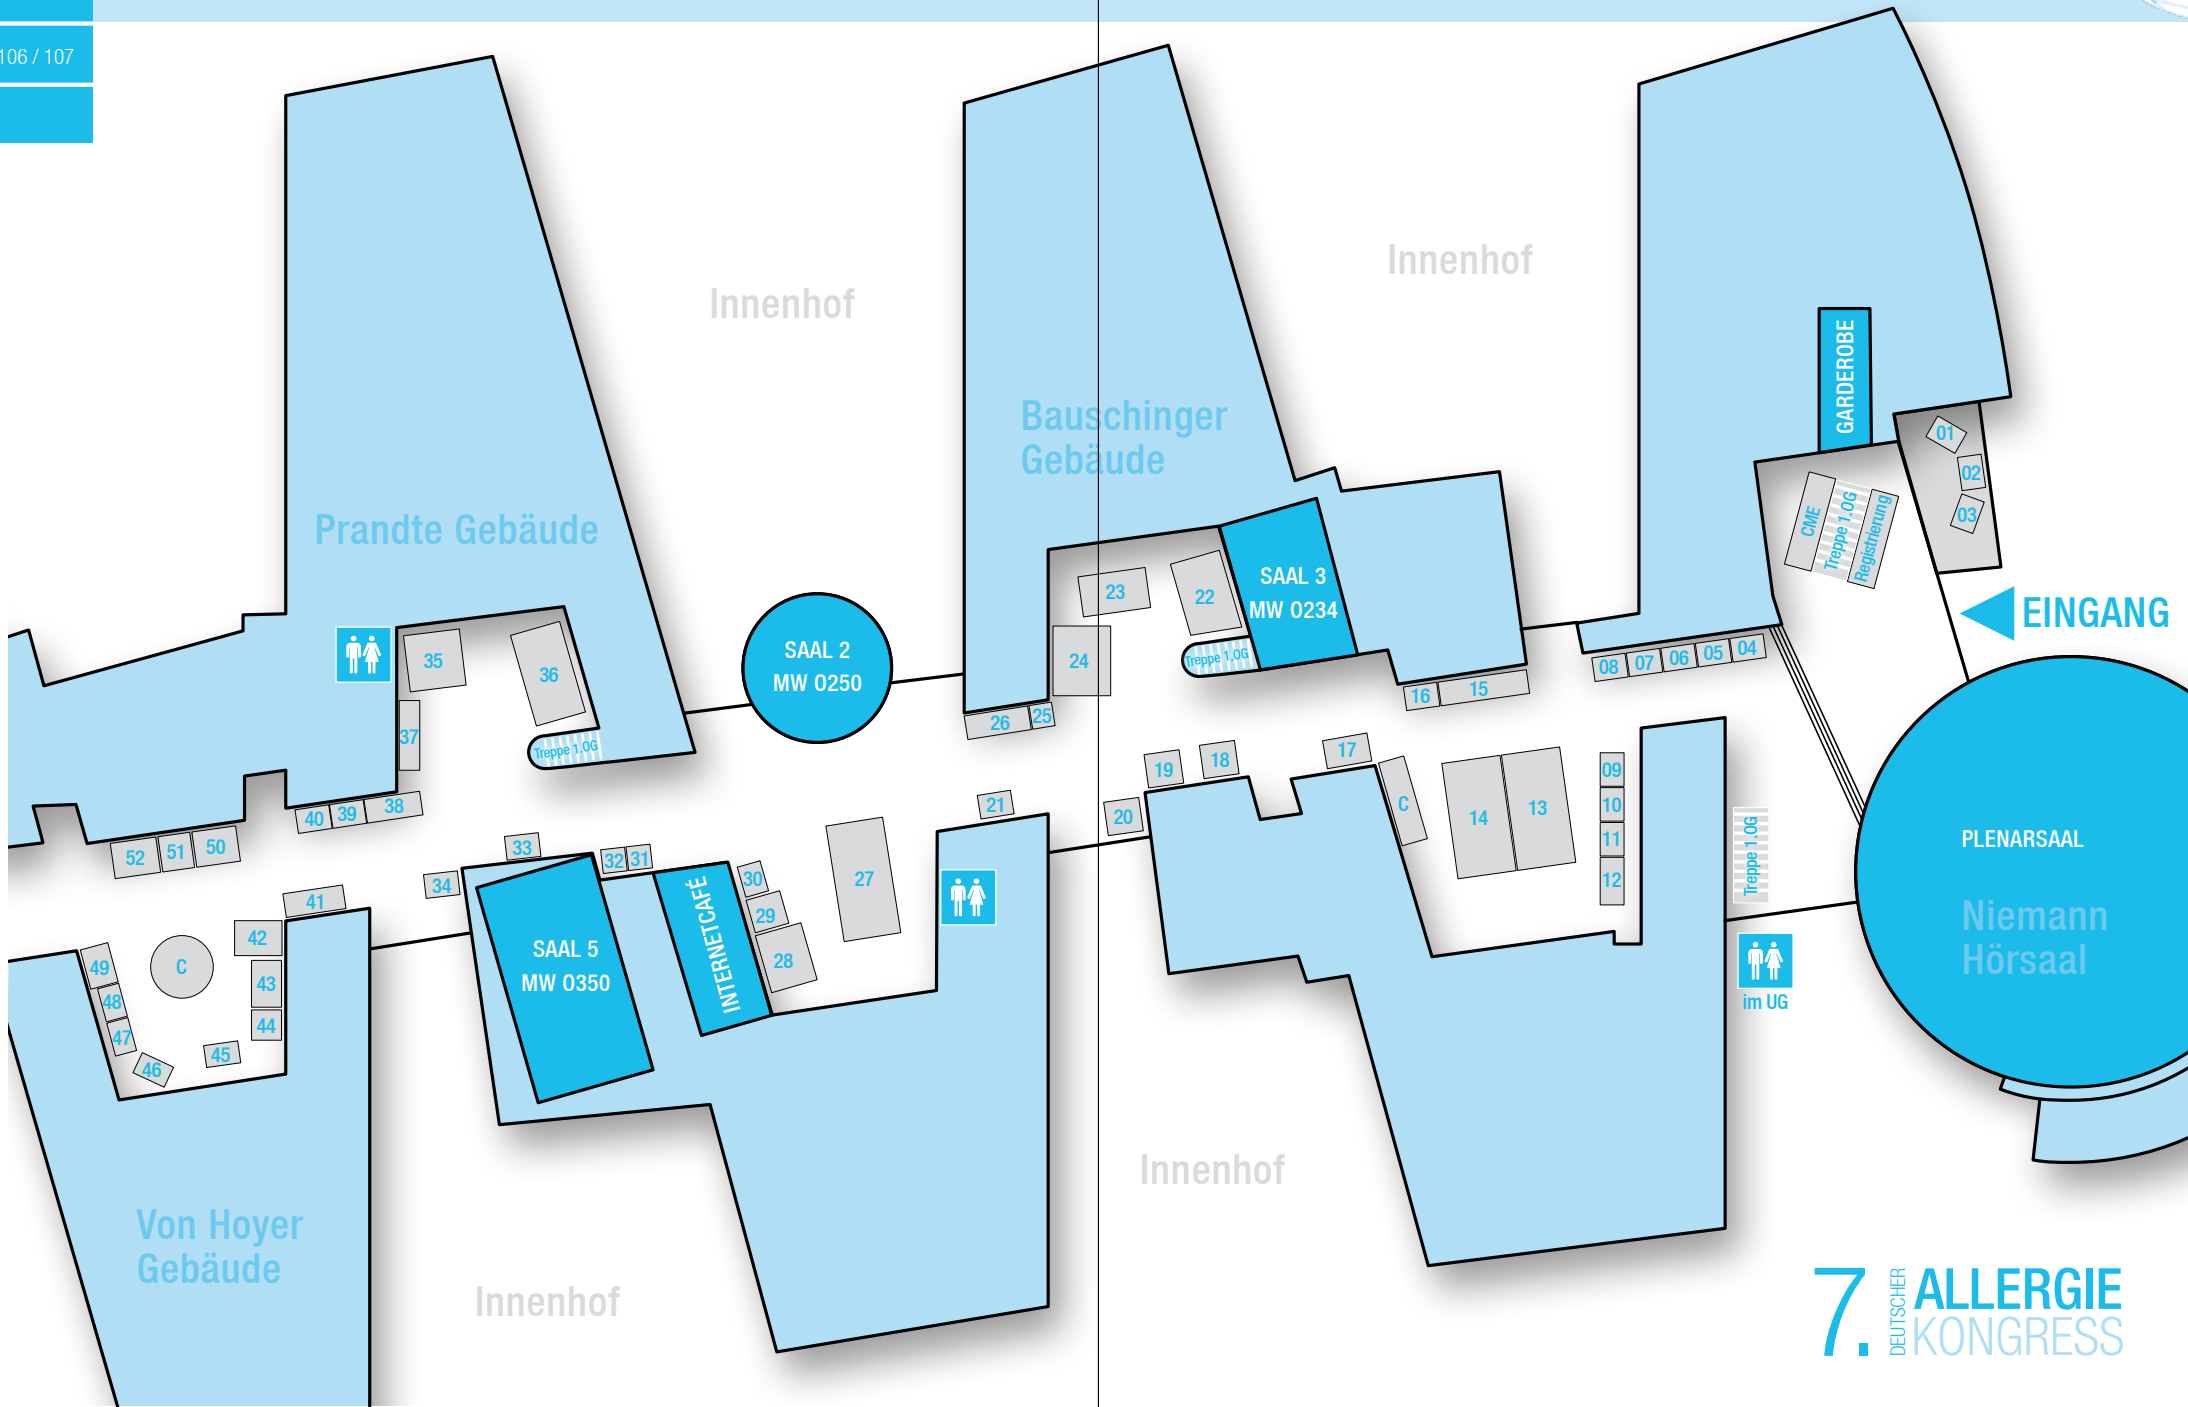 106 / 107
Innenhof
Innenhof
Bauschinger
Gebäude
Prandte Gebäude
GARDEROBE
01
02
03
CME
Treppe 1.OG
Registrierung
EINGANG
SAAL 2
MW 0250
SAAL 3
MW 0234
23
22
24
Treppe 1.OG
26
25
16
15
08
07
06
05
04
35
36
37
Treppe 1.OG
40
39
38
52
51
50
33
32
31
34
41
42
43
44
45
46
47
48
49
C
SAAL 5
MW 0350
INTERNETCAFÉ
30
29
28
27
21
20
19
18
17
C
14
13
09
10
11
12
Treppe 1.OG
im UG
PLENARSAAL
Niemann
Hörsaal
Von Hoyer
Gebäude
Innenhof
Innenhof
7.
DEUTSCHER
ALLERGIE
KONGRESS